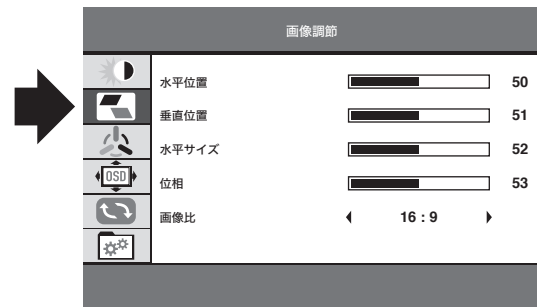 画像調節
水平位置 50
垂直位置 51
水平サイズ 52
OSD
位相 53
画像比 16 : 9